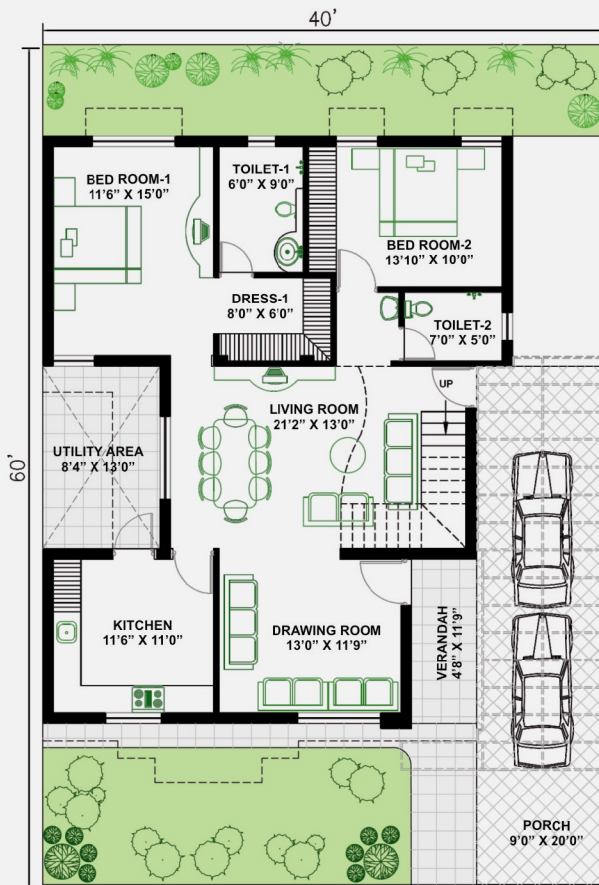 40'
60'
BED ROOM-1
11'6" X 15'0"
TOILET-1
6'0" X 9'0"
BED ROOM-2
13'10" X 10'0"
DRESS-1
8'0" X 6'0"
TOILET-2
7'0" X 5'0"
UP
LIVING ROOM
21'2" X 13'0"
UTILITY AREA
8'4" X 13'0"
KITCHEN
11'6" X 11'0"
DRAWING ROOM
13'0" X 11'9"
VERANDAH
4'8" X 11'9"
PORCH
9'0" X 20'0"